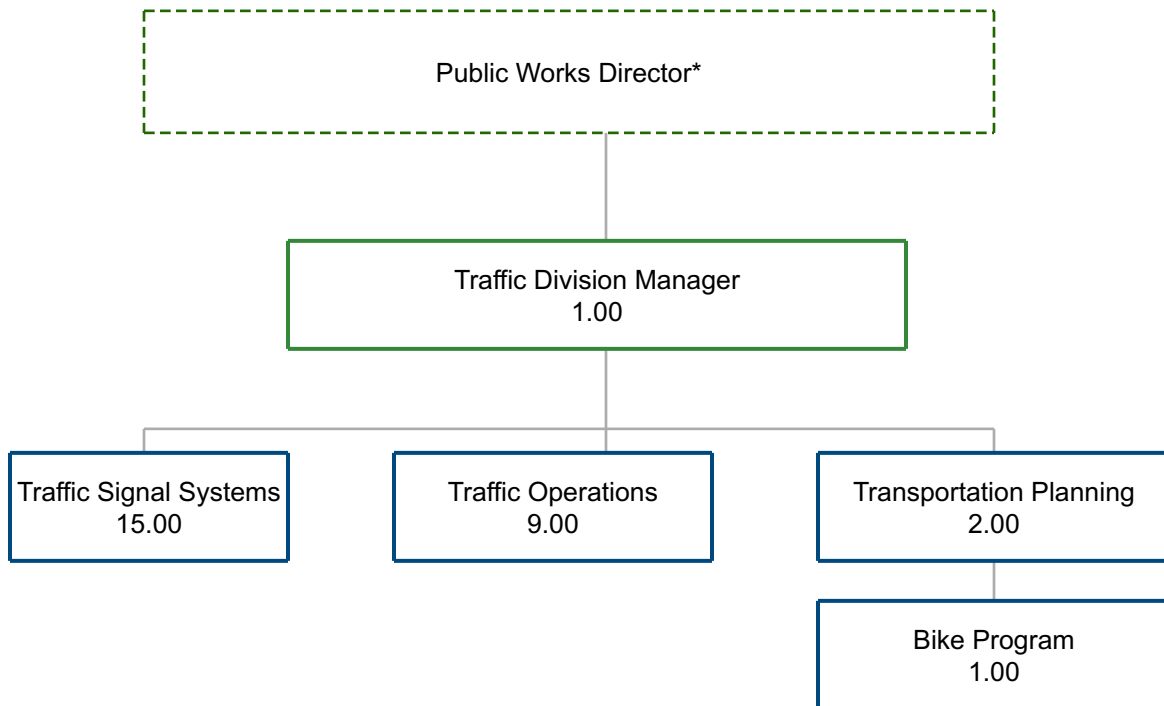 Public Works Director*
Traffic Division Manager
1.00
Traffic Signal Systems
15.00
Traffic Operations
9.00
Transportation Planning
2.00
Bike Program
1.00